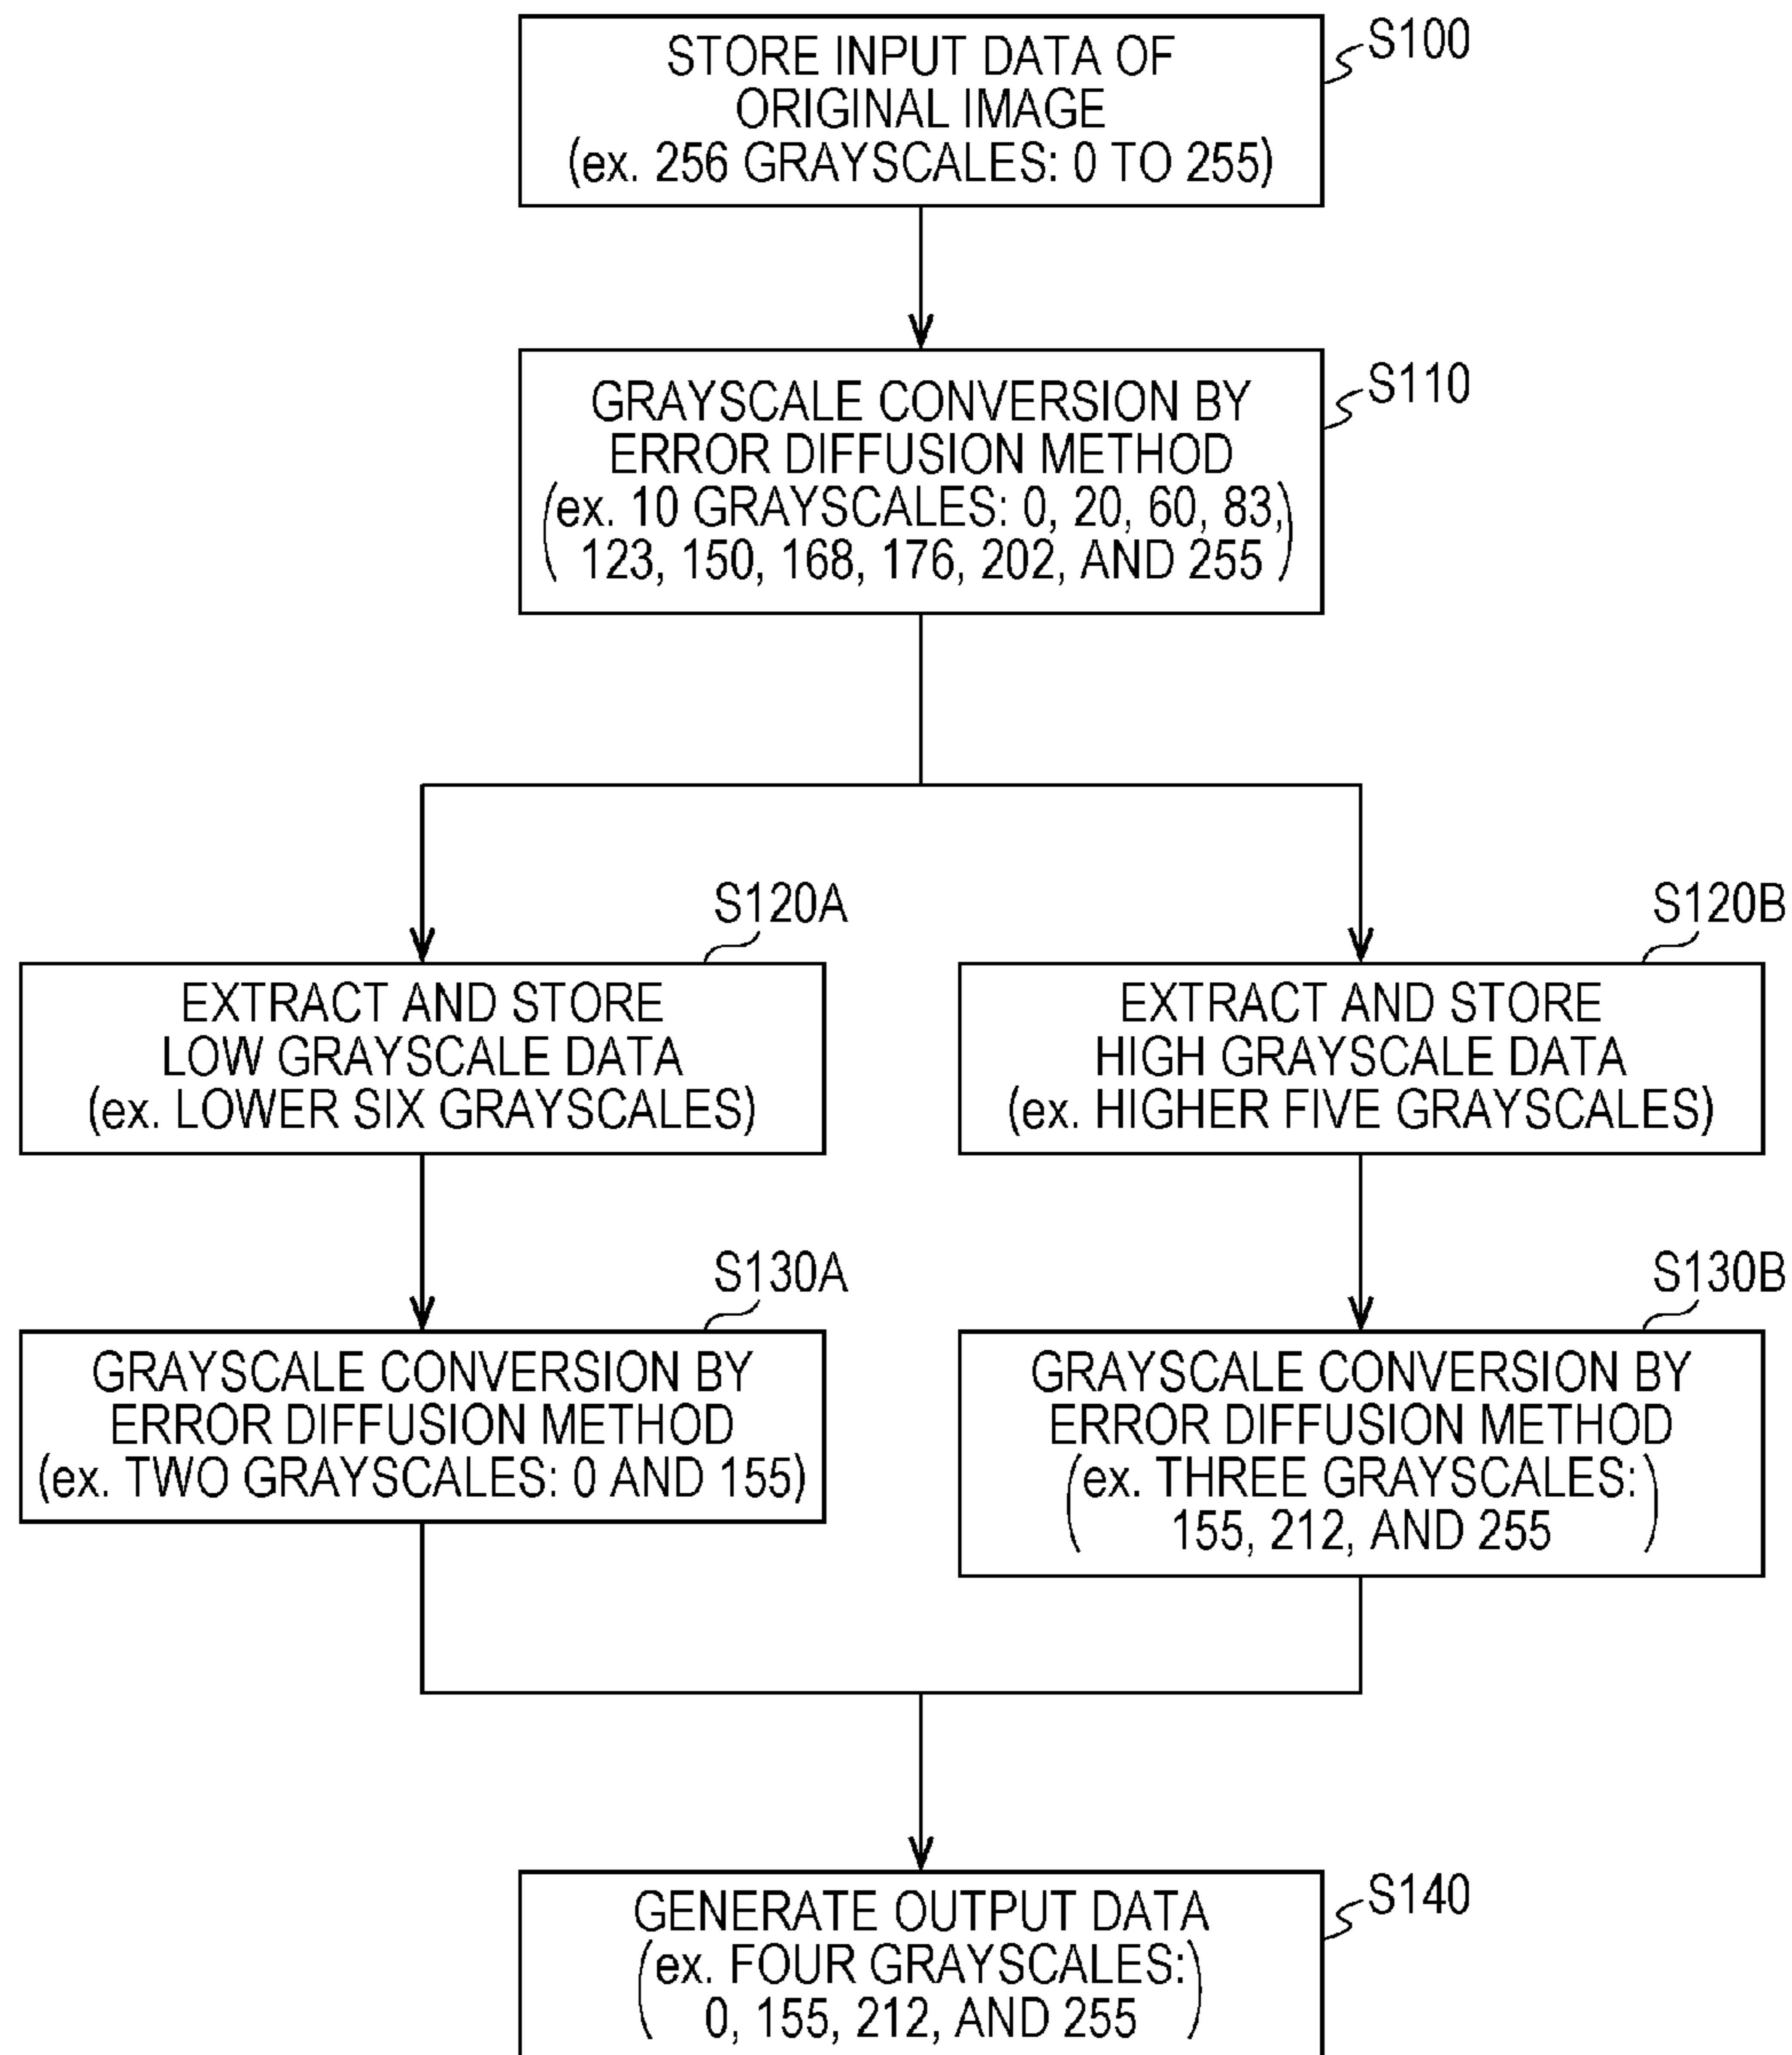 STORE INPUT DATA OF
ORIGINAL IMAGE
(ex. 256 GRAYSCALES: 0 TO 255)
S100
GRAYSCALE CONVERSION BY
ERROR DIFFUSION METHOD
(ex. 10 GRAYSCALES: 0, 20, 60, 83,
123, 150, 168, 176, 202, AND 255)
S110
S120A
EXTRACT AND STORE
LOW GRAYSCALE DATA
(ex. LOWER SIX GRAYSCALES)
S120B
EXTRACT AND STORE
HIGH GRAYSCALE DATA
(ex. HIGHER FIVE GRAYSCALES)
S130A
GRAYSCALE CONVERSION BY
ERROR DIFFUSION METHOD
(ex. TWO GRAYSCALES: 0 AND 155)
S130B
GRAYSCALE CONVERSION BY
ERROR DIFFUSION METHOD
(ex. THREE GRAYSCALES:
155, 212, AND 255)
GENERATE OUTPUT DATA
(ex. FOUR GRAYSCALES:
0, 155, 212, AND 255)
S140